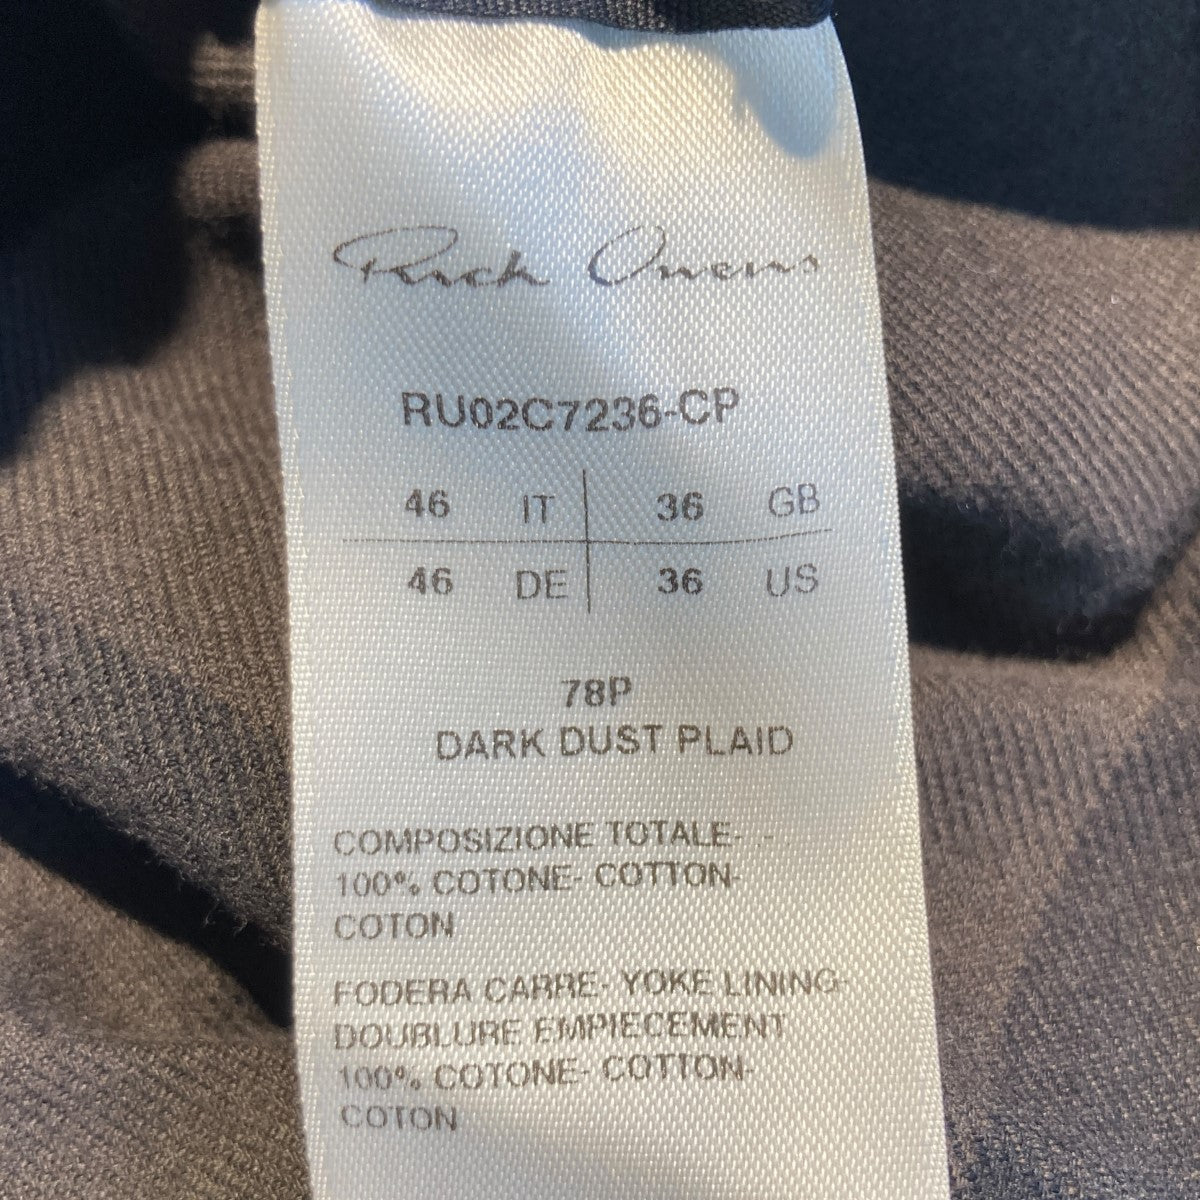 Rick Owens
RU02C7236-CP
46 IT 36 GB
46 DE 36 US
78P
DARK DUST PLAID
COMPOSIZIONE TOTALE- -
100% COTONE- COTTON-
COTON
FODERA CARRE- YOKE LINING-
DOUBLURE EMPIECEMENT
100% COTONE- COTTON-
COTON